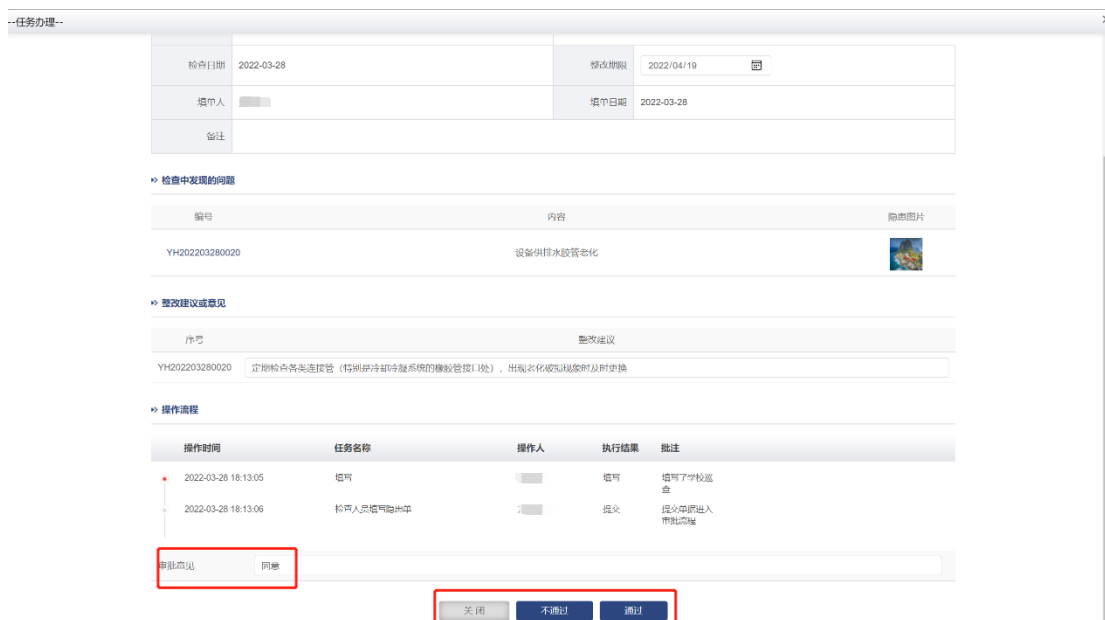 --任务办理--
检查日期 2022-03-28 整改期限 2022/04/19
填单人 填单日期 2022-03-28
备注
检查中发现的问题
编号 内容 隐患图片
YH202203280020 设备供排水胶管老化
整改建议或意见
序号 整改建议
YH202203280020 定期检查各类连接管(特别是冷却冷凝系统的橡胶管接口处),出现老化破损现象时及时更换
操作流程
操作时间 任务名称 操作人 执行结果 批注
2022-03-28 18:13:05 填写 填写 填写了学校巡
查
2022-03-28 18:13:06 检查人员填写隐患单 提交 提交单据进入
审批流程
审批意见 同意
关闭 不通过 通过